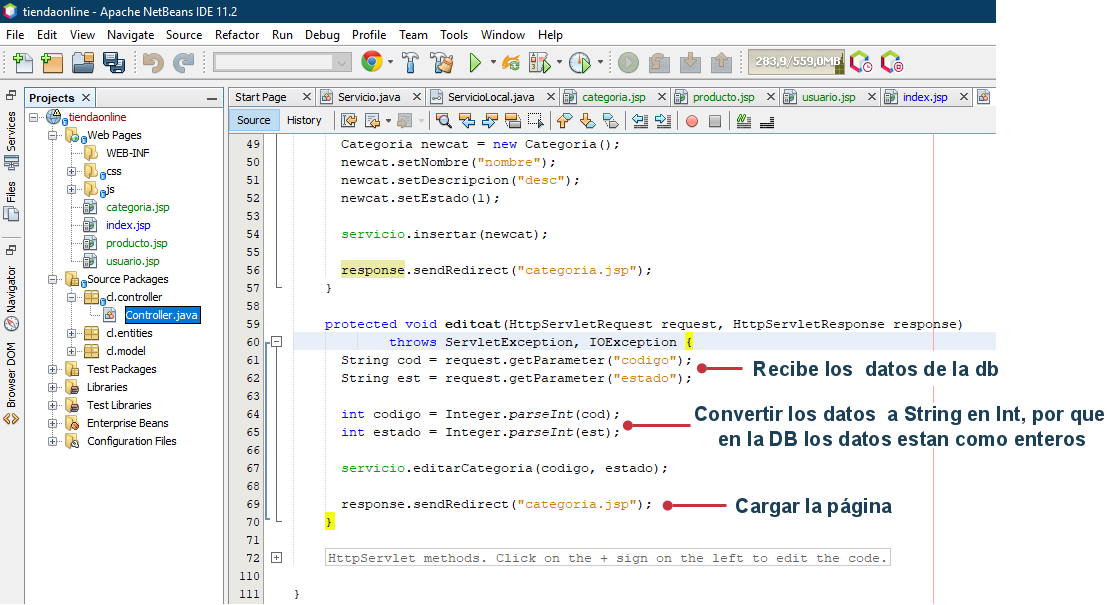 tiendaonline - Apache NetBeans IDE 11.2
File Edit View Navigate Source Refactor Run Debug Profile Team Tools Window Help
283,9/559,0MB
Services
Files
Navigator
Browser DOM
Projects
tiendaonline
Web Pages
WEB-INF
css
js
categoria.jsp
index.jsp
producto.jsp
usuario.jsp
Source Packages
cl.controller
Controller.java
cl.entities
cl.model
Test Packages
Libraries
Test Libraries
Enterprise Beans
Configuration Files
Start Page Servicio.java ServicioLocal.java categoria.jsp producto.jsp usuario.jsp index.jsp
Source History
49 Categoria newcat = new Categoria();
50 newcat.setNombre("nombre");
51 newcat.setDescripcion("desc");
52 newcat.setEstado(1);
53
54 servicio.insertar(newcat);
55
56 response.sendRedirect("categoria.jsp");
57 }
58
59 protected void editcat(HttpServletRequest request, HttpServletResponse response)
60 throws ServletException, IOException {
61 String cod = request.getParameter("codigo");
62 String est = request.getParameter("estado");
63
64 int codigo = Integer.parseInt(cod);
65 int estado = Integer.parseInt(est);
66
67 servicio.editarCategoria(codigo, estado);
68
69 response.sendRedirect("categoria.jsp");
70 }
71
72 HttpServlet methods. Click on the + sign on the left to edit the code.
110
111 }
Recibe los datos de la db
Convertir los datos a String en Int, por que
en la DB los datos estan como enteros
Cargar la página